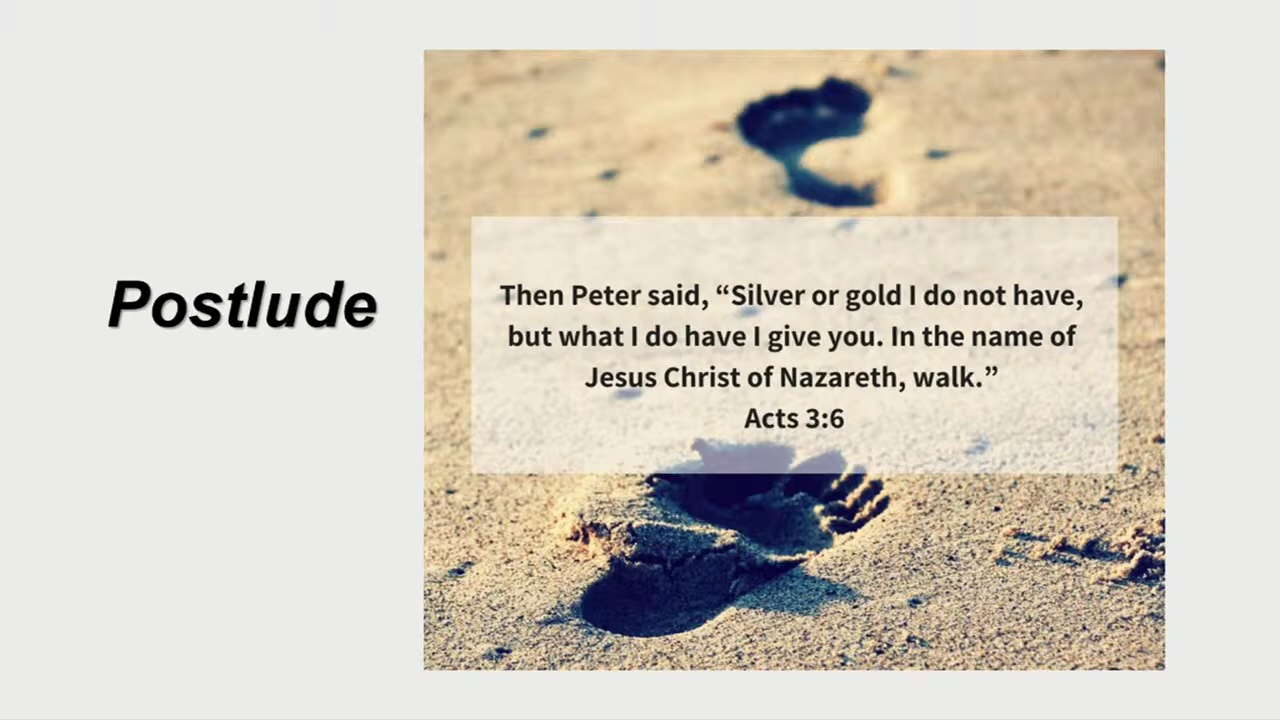 Postlude
Then Peter said, “Silver or gold I do not have,
but what I do have I give you. In the name of
Jesus Christ of Nazareth, walk.”
Acts 3:6